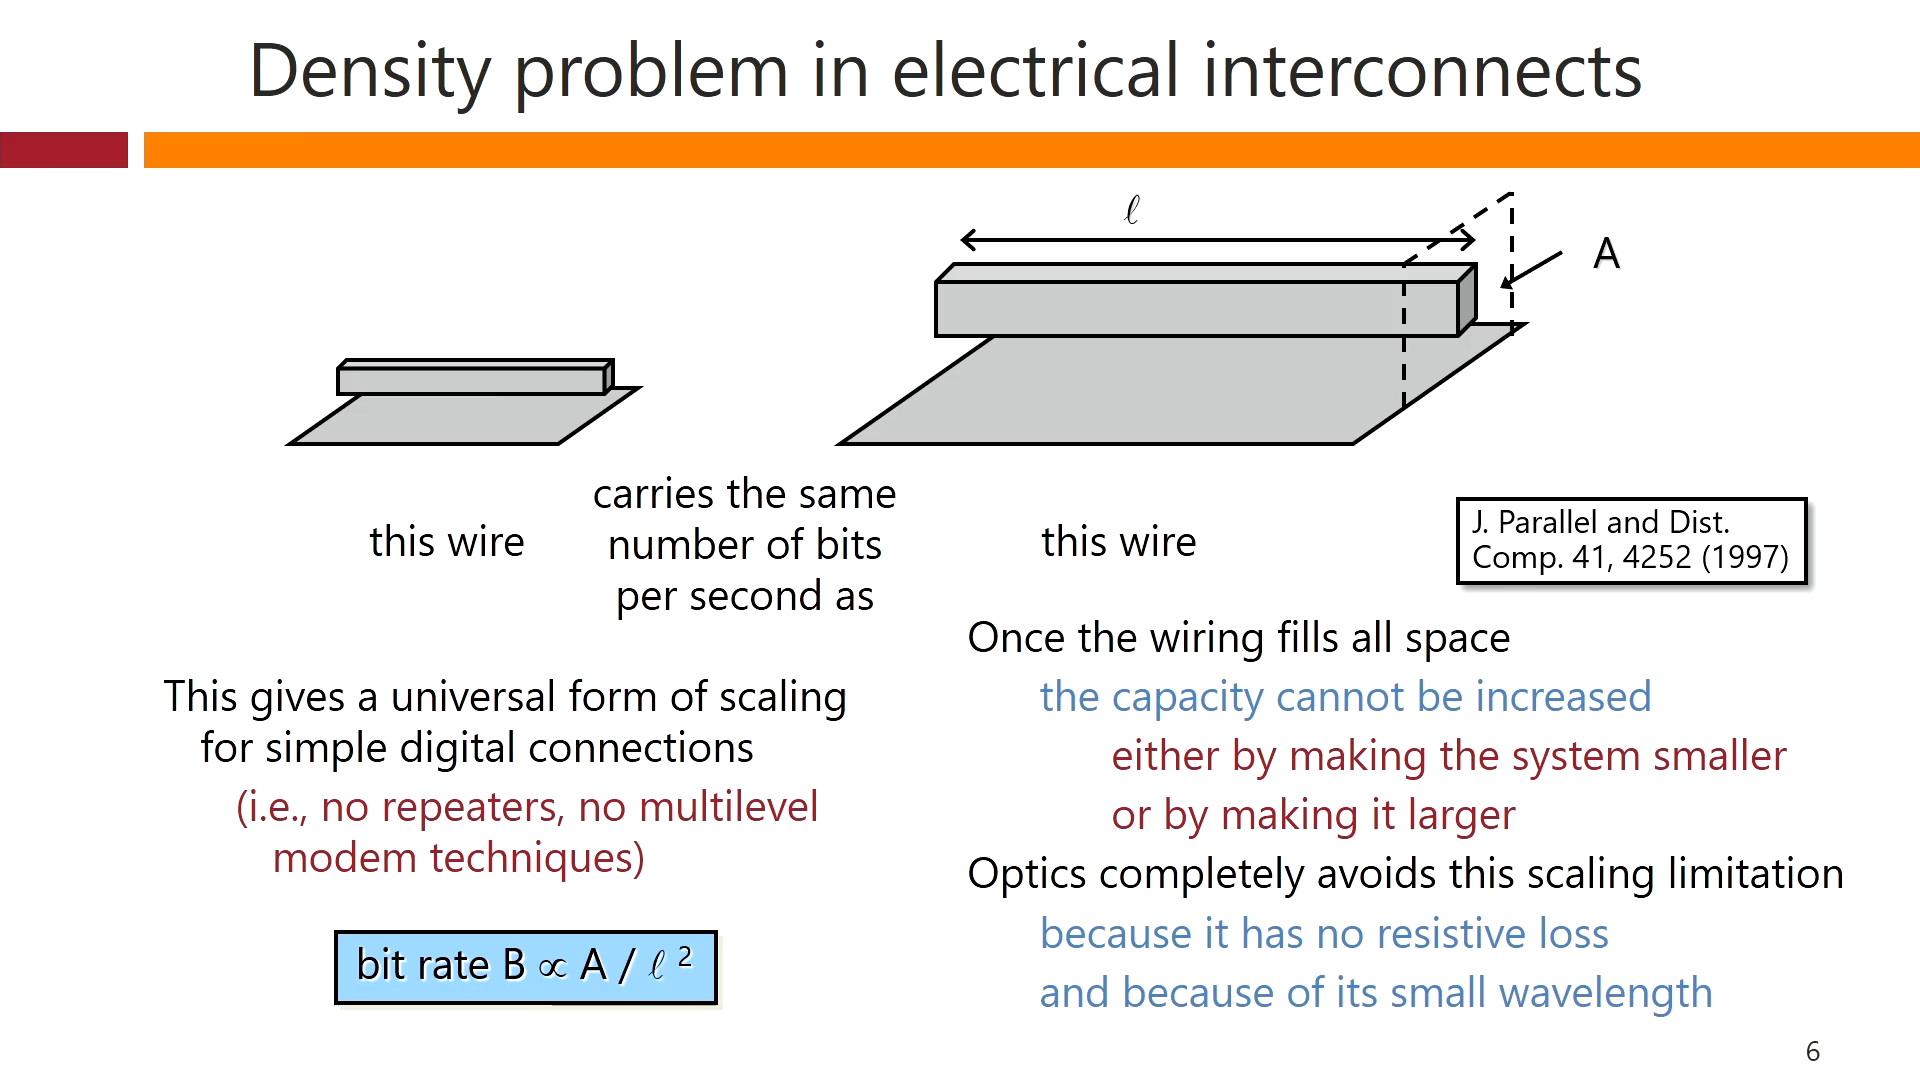 Density problem in electrical interconnects
ℓ
A
this wire
carries the same
number of bits
per second as
this wire
J. Parallel and Dist.
Comp. 41, 4252 (1997)
This gives a universal form of scaling
for simple digital connections
(i.e., no repeaters, no multilevel
modem techniques)
bit rate B ∝ A / ℓ ²
Once the wiring fills all space
the capacity cannot be increased
either by making the system smaller
or by making it larger
Optics completely avoids this scaling limitation
because it has no resistive loss
and because of its small wavelength
6